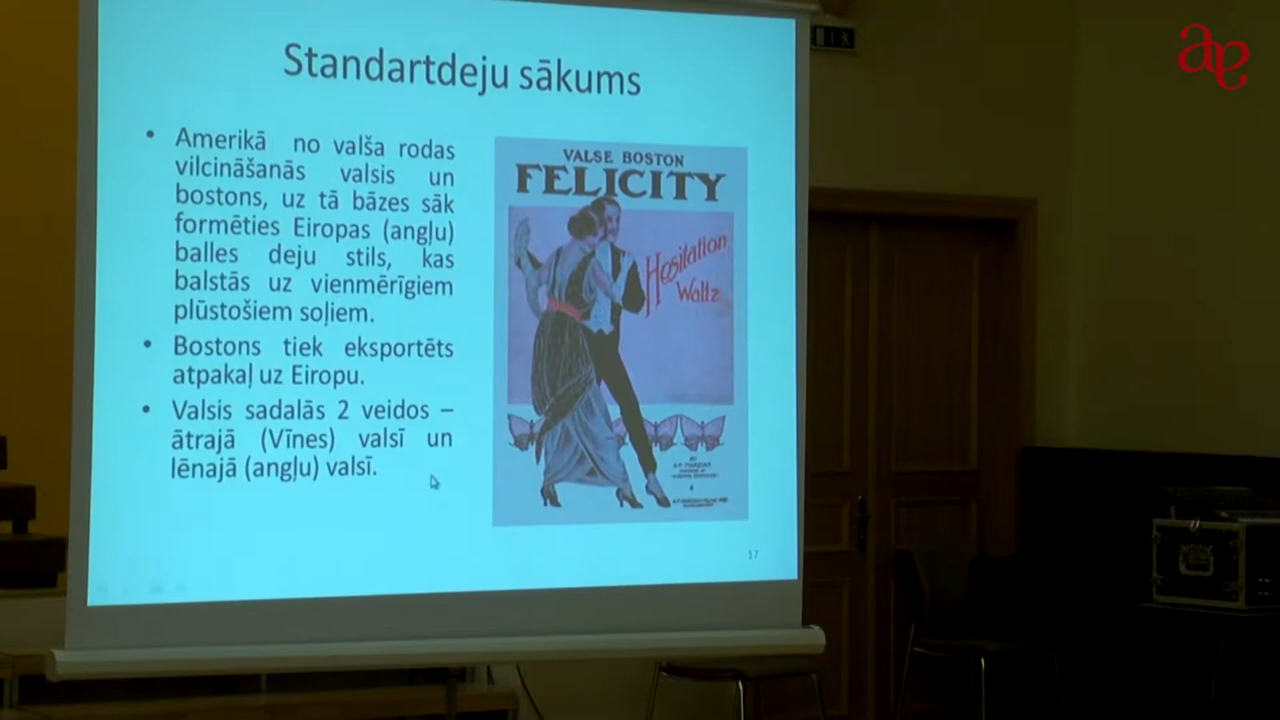 Standartdeju sākums
• Amerikā no valša rodas
vilcināšanās valsis un
bostons, uz tā bāzes sāk
formēties Eiropas (angļu)
balles deju stils, kas
balstās uz vienmērīgiem
plūstošiem soļiem.
• Bostons tiek eksportēts
atpakaļ uz Eiropu.
• Valsis sadalās 2 veidos –
ātrajā (Vīnes) valsī un
lēnajā (angļu) valsī.
VALSE BOSTON
FELICITY
Hesitation
Waltz
BY
17
ae